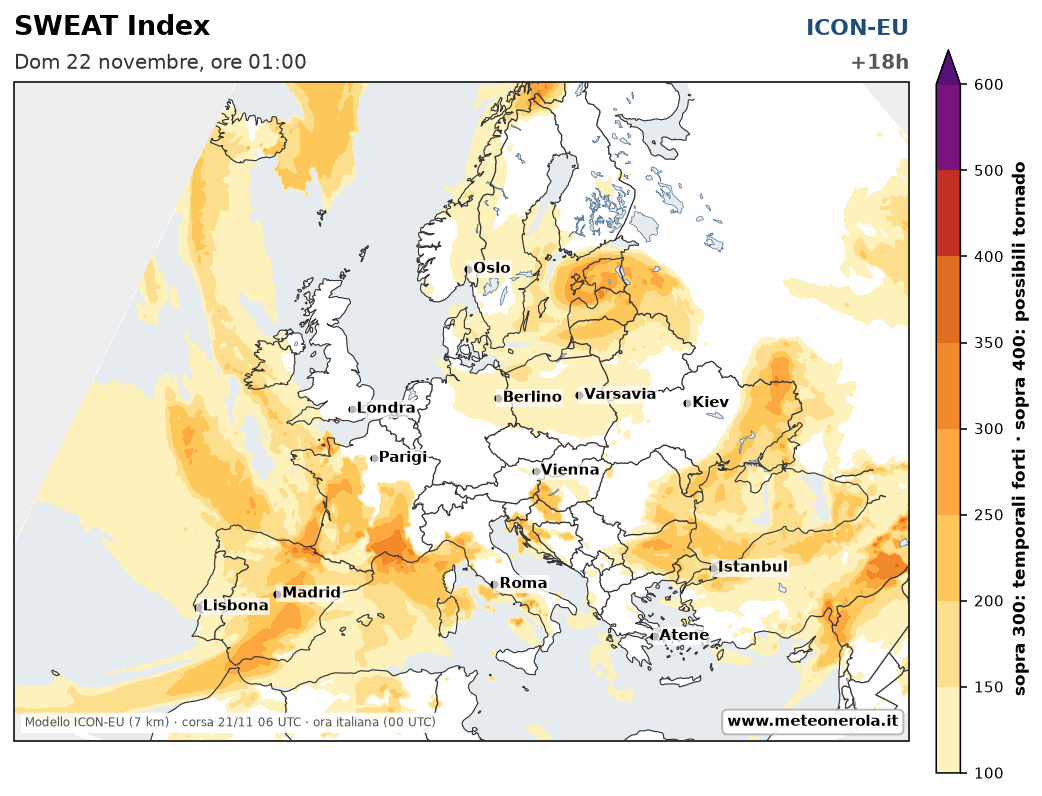 SWEAT Index
ICON-EU
Dom 22 novembre, ore 01:00
+18h
600
500
400
350
300
250
200
150
100
sopra 300: temporali forti · sopra 400: possibili tornado
Oslo
Berlino
Varsavia
Kiev
Londra
Parigi
Vienna
Istanbul
Roma
Madrid
Lisbona
Atene
Modello ICON-EU (7 km) · corsa 21/11 06 UTC · ora italiana (00 UTC)
www.meteonerola.it